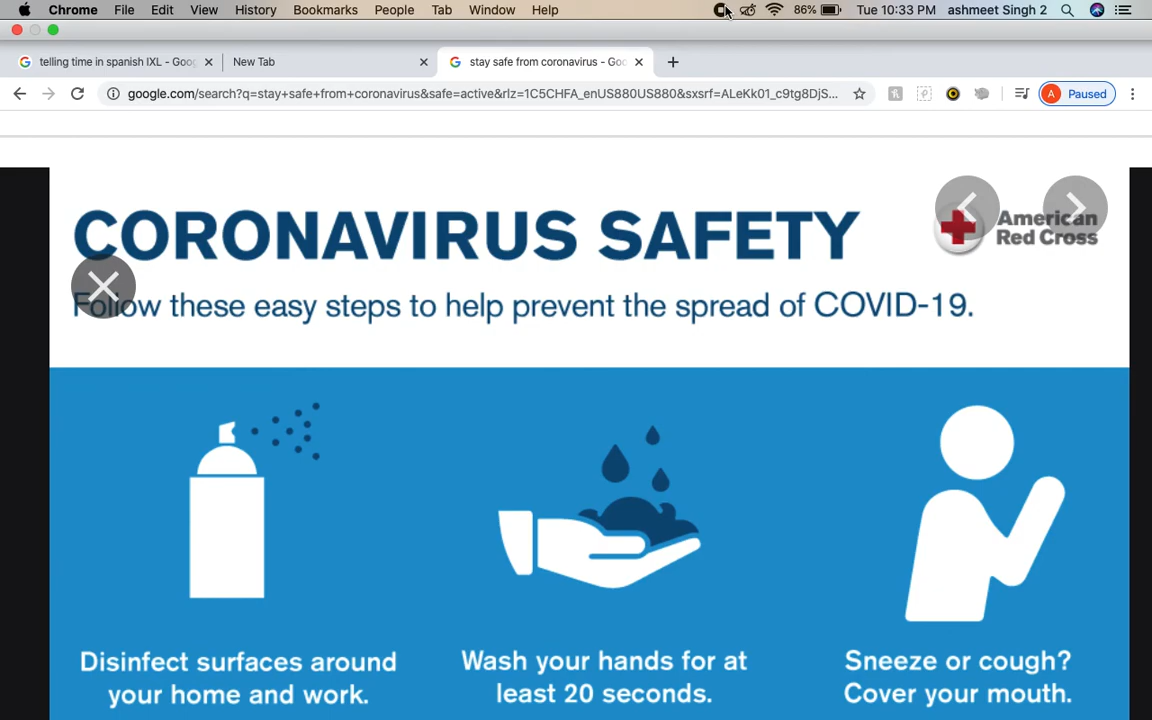 Chrome File Edit View History Bookmarks People Tab Window Help 86% Tue 10:33 PM ashmeet Singh 2
telling time in spanish IXL - Goog New Tab stay safe from coronavirus - Goo
google.com/search?q=stay+safe+from+coronavirus&safe=active&rlz=1C5CHFA_enUS880US880&sxsrf=ALeKk01_c9tg8DjS... A Paused
CORONAVIRUS SAFETY
American
Red Cross
Follow these easy steps to help prevent the spread of COVID-19.
Disinfect surfaces around
your home and work.
Wash your hands for at
least 20 seconds.
Sneeze or cough?
Cover your mouth.